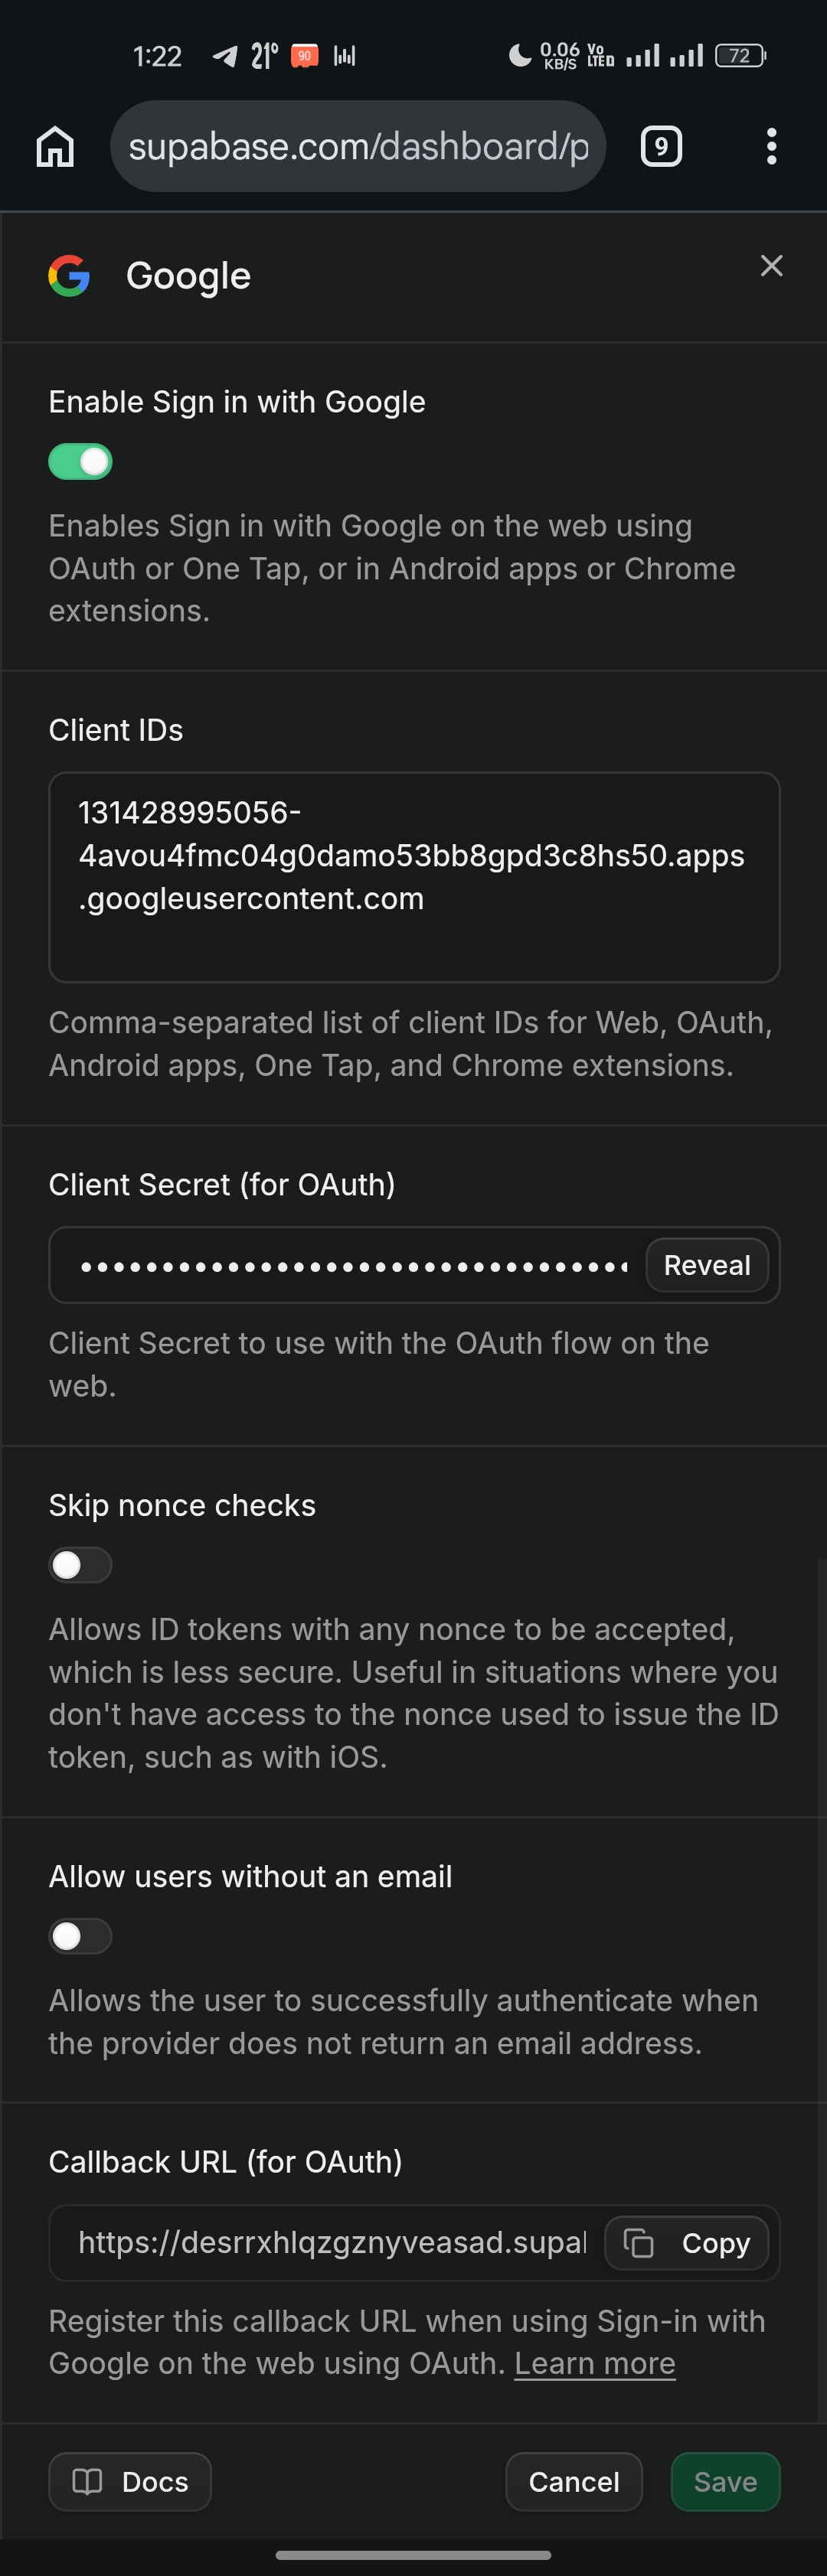 1:22 21° 90 0.06 KB/S Vo LTED 72
supabase.com/dashboard/p 9
Google
Enable Sign in with Google
Enables Sign in with Google on the web using
OAuth or One Tap, or in Android apps or Chrome
extensions.
Client IDs
131428995056-
4avou4fmc04g0damo53bb8gpd3c8hs50.apps
.googleusercontent.com
Comma-separated list of client IDs for Web, OAuth,
Android apps, One Tap, and Chrome extensions.
Client Secret (for OAuth)
Reveal
Client Secret to use with the OAuth flow on the
web.
Skip nonce checks
Allows ID tokens with any nonce to be accepted,
which is less secure. Useful in situations where you
don't have access to the nonce used to issue the ID
token, such as with iOS.
Allow users without an email
Allows the user to successfully authenticate when
the provider does not return an email address.
Callback URL (for OAuth)
https://desrrxhlqzgznyveasad.supa Copy
Register this callback URL when using Sign-in with
Google on the web using OAuth. Learn more
Docs Cancel Save